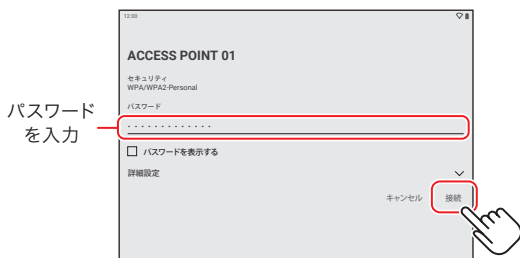 12:00
ACCESS POINT 01
セキュリティ
WPA/WPA2-Personal
パスワード
パスワード
を入力
・・・・・・・・・・・・・
パスワードを表示する
詳細設定
キャンセル 接続